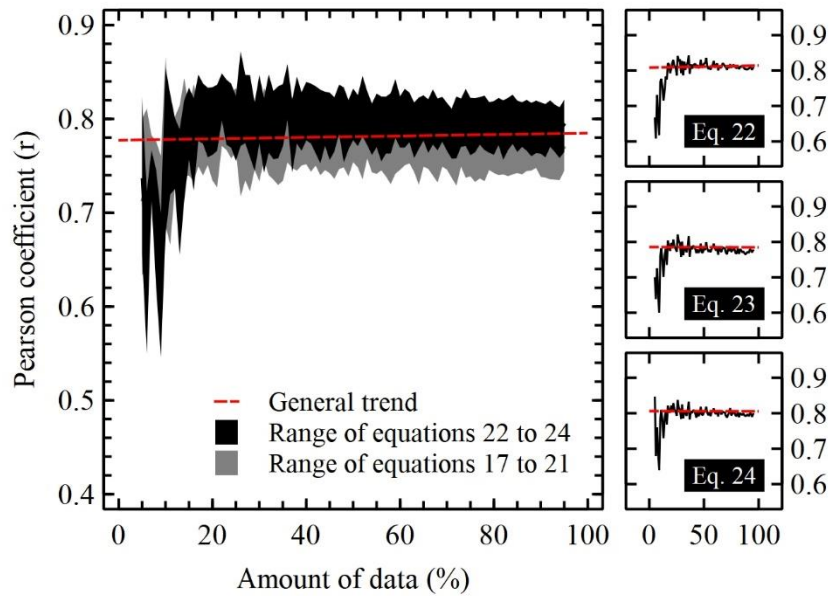 Pearson coefficient (r)
0.9
0.8
0.7
0.6
0.5
0.4
General trend
Range of equations 22 to 24
Range of equations 17 to 21
0 20 40 60 80 100
Amount of data (%)
0.9
0.8
0.7
0.6
Eq. 22
0.9
0.8
0.7
0.6
Eq. 23
0.9
0.8
0.7
0.6
Eq. 24
0 50 100